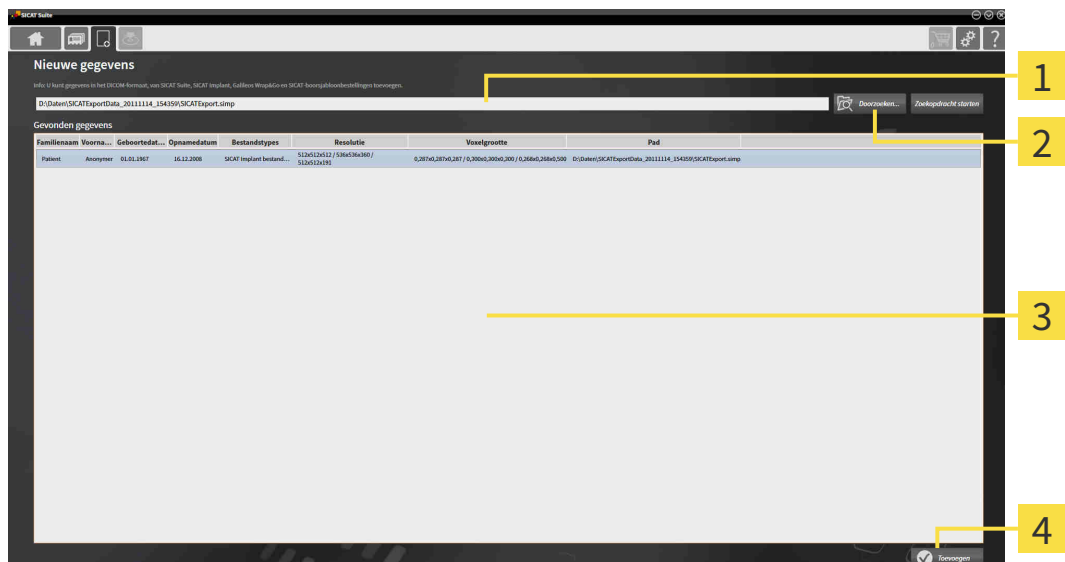 SICAT Suite
?
Nieuwe gegevens
Info: U kunt gegevens in het DICOM-formaat, van SICAT Suite, SICAT Implant, Galileos Wrap&Go en SICAT-boorsjabloonbestellingen toevoegen.
D:\Daten\SICATExportData_20111114_154359\SICATExport.simp
Doorzoeken...
Zoekopdracht starten
Gevonden gegevens
Familienaam Voorna... Geboortedat... Opnamedatum Bestandstypes Resolutie Voxelgrootte Pad
Patient Anonymer 01.01.1967 16.12.2008 SICAT Implant bestand... 512x512x512 / 536x536x360 / 0,287x0,287x0,287 / 0,300x0,300x0,300 / 0,268x0,268x0,500 D:\Daten\SICATExportData_20111114_154359\SICATExport.simp
512x512x191
Toevoegen
1
2
3
4